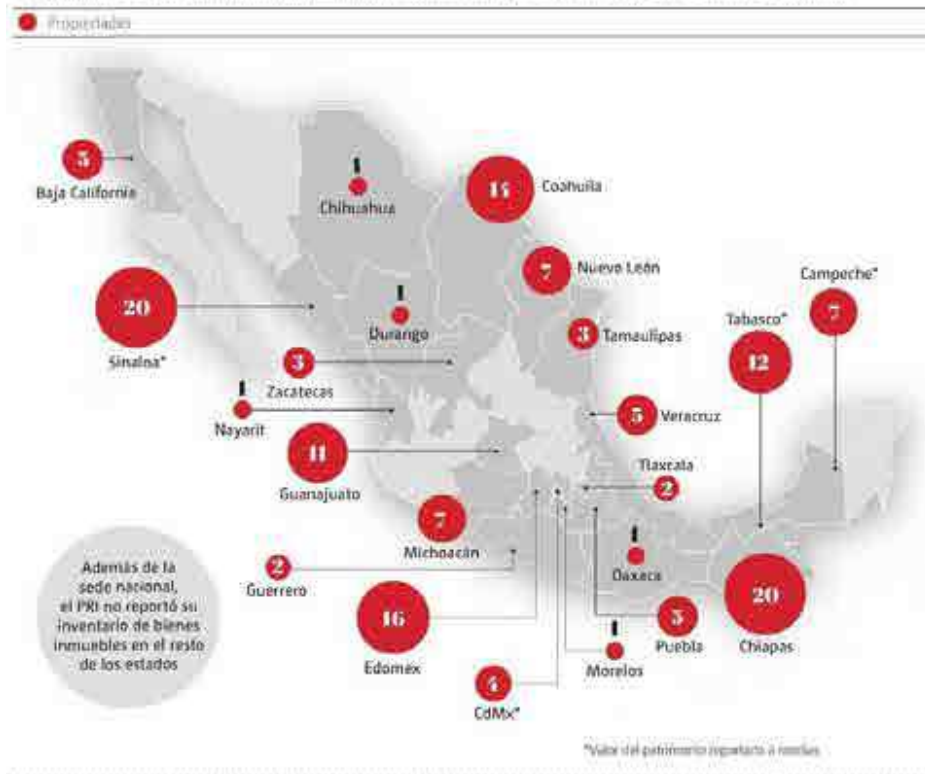 Propiedades
5
Baja California
1
Chihuahua
Coahuila
7
Nuevo León
Campeche*
7
20
Sinaloa*
1
Durango
3
Tamaulipas
Tabasco*
12
3
Zacatecas
1
Nayarit
5
Veracruz
11
Guanajuato
Tlaxcala
2
7
Michoacán
2
Guerrero
1
Oaxaca
Además de la
sede nacional,
el PRI no reportó su
inventario de bienes
inmuebles en el resto
de los estados
16
Edomex
5
Puebla
20
Chiapas
1
Morelos
4
CdMx*
*Valor del patrimonio reportado a medias